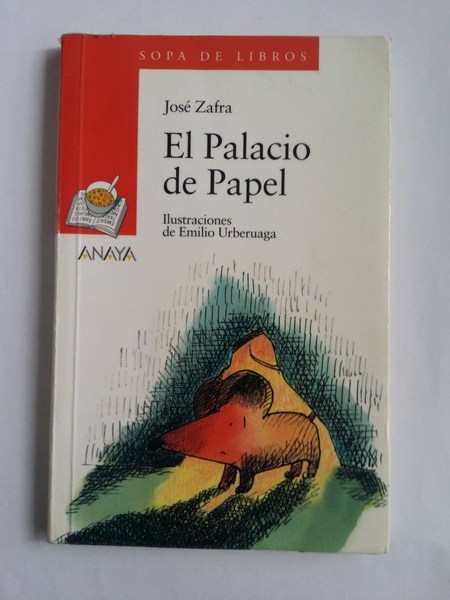 SOPA DE LIBROS
José Zafra
El Palacio
de Papel
Ilustraciones
de Emilio Urberuaga
ANAYA